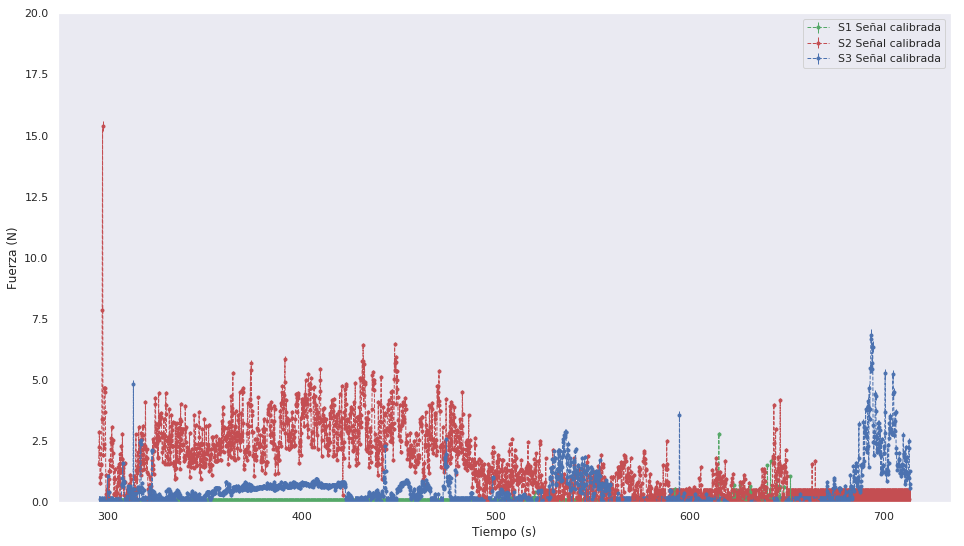 20.0
S1 Señal calibrada
S2 Señal calibrada
S3 Señal calibrada
17.5
15.0
12.5
10.0
7.5
5.0
2.5
0.0
Fuerza (N)
300 400 500 600 700
Tiempo (s)